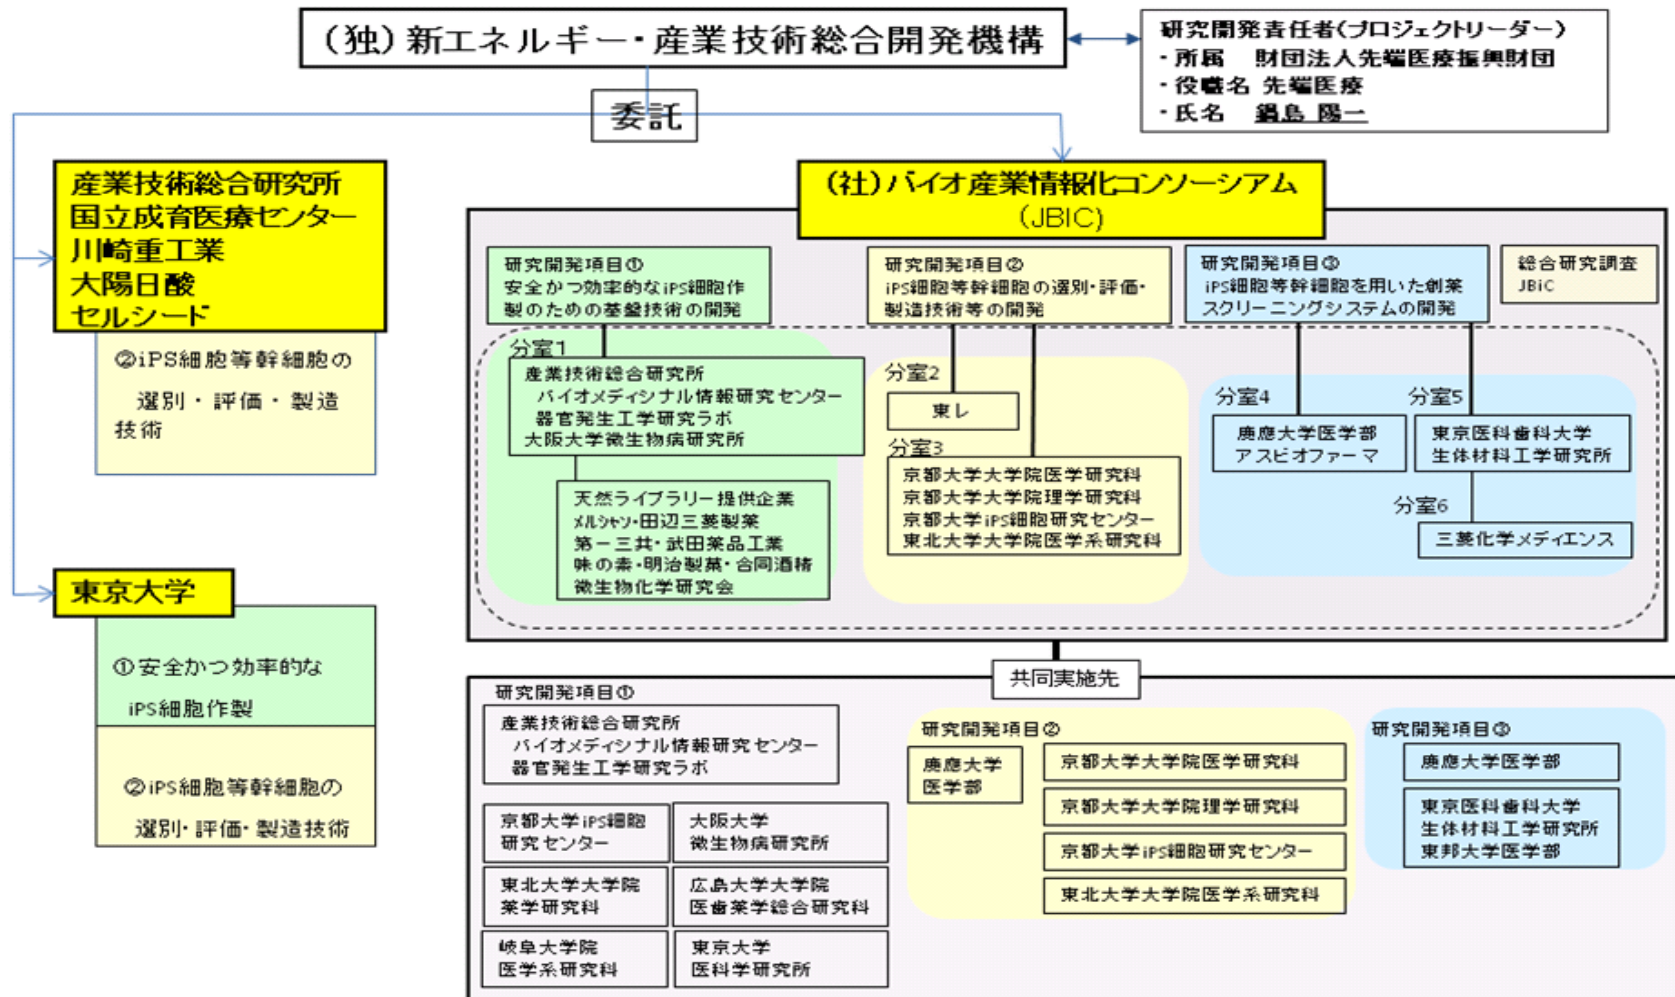 (独)新エネルギー・産業技術総合開発機構
研究開発責任者(プロジェクトリーダー)
・所属 財団法人先端医療振興財団
・役職名 先端医療
・氏名 鍋島 陽一
委託
産業技術総合研究所
国立成育医療センター
川崎重工業
大陽日酸
セルシード
②iPS細胞等幹細胞の
選別・評価・製造
技術
東京大学
①安全かつ効率的な
iPS細胞作製
②iPS細胞等幹細胞の
選別・評価・製造技術
(社)バイオ産業情報化コンソーシアム
(JBIC)
研究開発項目①
安全かつ効率的なiPS細胞作
製のための基盤技術の開発
研究開発項目②
iPS細胞等幹細胞の選別・評価・
製造技術等の開発
研究開発項目③
iPS細胞等幹細胞を用いた創薬
スクリーニングシステムの開発
総合研究調査
JBiC
分室1
産業技術総合研究所
バイオメディシナル情報研究センター
器官発生工学研究ラボ
大阪大学微生物病研究所
天然ライブラリー提供企業
メルシャン・田辺三菱製薬
第一三共・武田薬品工業
味の素・明治製菓・合同酒精
微生物化学研究会
分室2
東レ
分室3
京都大学大学院医学研究科
京都大学大学院理学研究科
京都大学iPS細胞研究センター
東北大学大学院医学系研究科
分室4
慶應大学医学部
アスビオファーマ
分室5
東京医科歯科大学
生体材料工学研究所
分室6
三菱化学メディエンス
共同実施先
研究開発項目①
産業技術総合研究所
バイオメディシナル情報研究センター
器官発生工学研究ラボ
京都大学iPS細胞
研究センター
大阪大学
微生物病研究所
東北大学大学院
薬学研究科
広島大学大学院
医歯薬学総合研究科
岐阜大学院
医学系研究科
東京大学
医科学研究所
研究開発項目②
慶應大学
医学部
京都大学大学院医学研究科
京都大学大学院理学研究科
京都大学iPS細胞研究センター
東北大学大学院医学系研究科
研究開発項目③
慶應大学医学部
東京医科歯科大学
生体材料工学研究所
東邦大学医学部